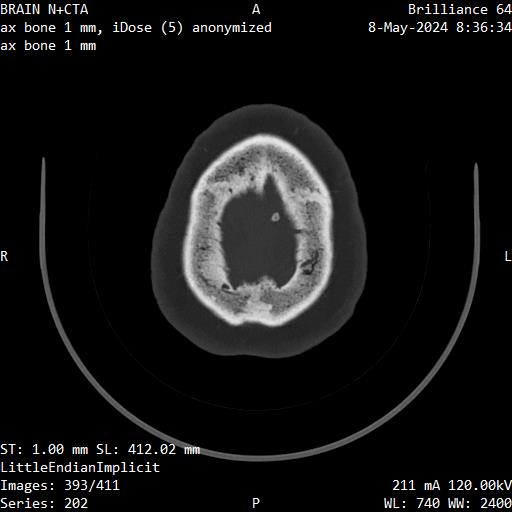 BRAIN N+CTA
A
Brilliance 64
ax bone 1 mm, iDose (5) anonymized
8-May-2024 8:36:34
ax bone 1 mm
R
L
ST: 1.00 mm SL: 412.02 mm
LittleEndianImplicit
Images: 393/411
211 mA 120.00kV
Series: 202
P
WL: 740 WW: 2400